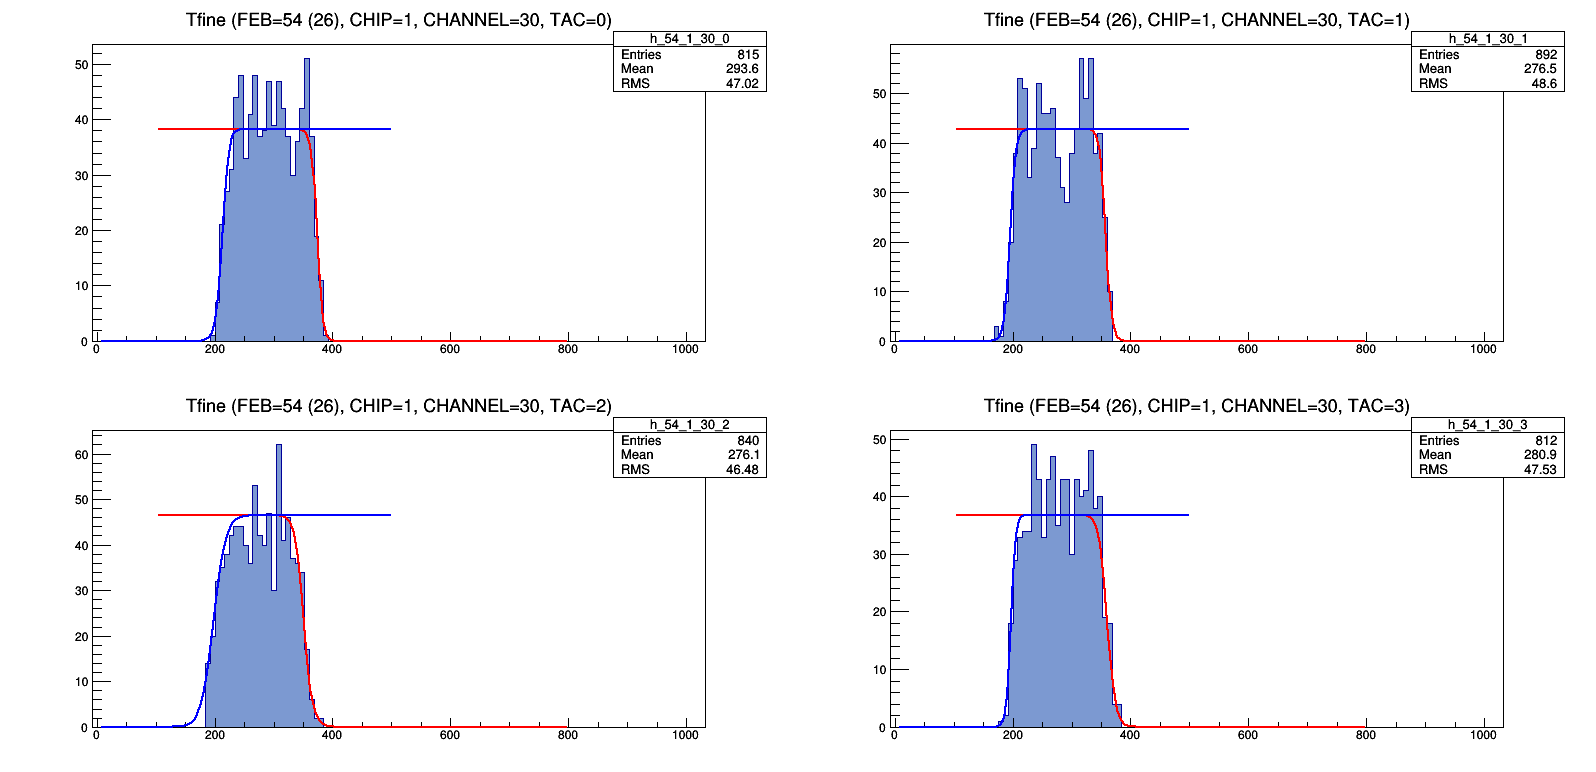 Tfine (FEB=54 (26), CHIP=1, CHANNEL=30, TAC=0)
h_54_1_30_0
Entries 815
Mean 293.6
RMS 47.02
50
40
30
20
10
0
0 200 400 600 800 1000
Tfine (FEB=54 (26), CHIP=1, CHANNEL=30, TAC=1)
h_54_1_30_1
Entries 892
Mean 276.5
RMS 48.6
50
40
30
20
10
0
0 200 400 600 800 1000
Tfine (FEB=54 (26), CHIP=1, CHANNEL=30, TAC=2)
h_54_1_30_2
Entries 840
Mean 276.1
RMS 46.48
60
50
40
30
20
10
0
0 200 400 600 800 1000
Tfine (FEB=54 (26), CHIP=1, CHANNEL=30, TAC=3)
h_54_1_30_3
Entries 812
Mean 280.9
RMS 47.53
50
40
30
20
10
0
0 200 400 600 800 1000